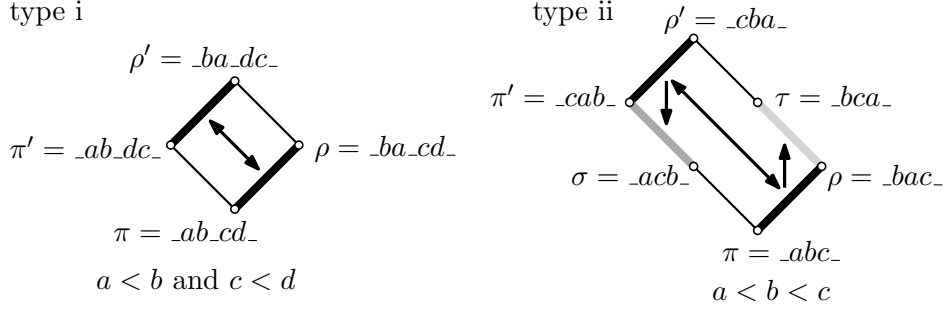 type i
ρ′ = _ba_dc_
π′ = _ab_dc_
ρ = _ba_cd_
π = _ab_cd_
a < b and c < d
type ii
ρ′ = _cba_
π′ = _cab_
τ = _bca_
σ = _acb_
ρ = _bac_
π = _abc_
a < b < c